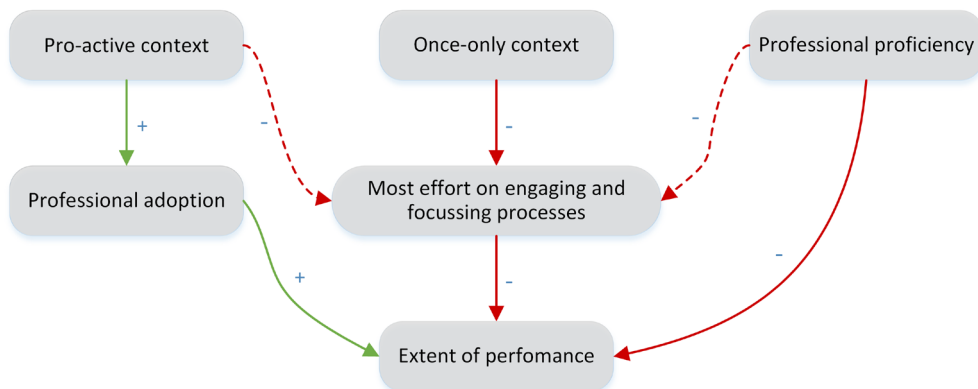 Pro-active context
Once-only context
Professional proficiency
+
-
-
-
Professional adoption
Most effort on engaging and
focussing processes
-
+
-
Extent of perfomance